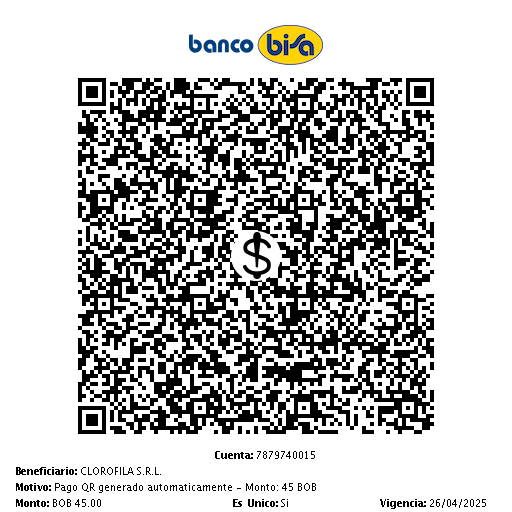 banco bisa
$
Cuenta: 7879740015
Beneficiario: CLOROFILA S.R.L.
Motivo: Pago QR generado automaticamente - Monto: 45 BOB
Monto: BOB 45.00 Es Unico: Si Vigencia: 26/04/2025